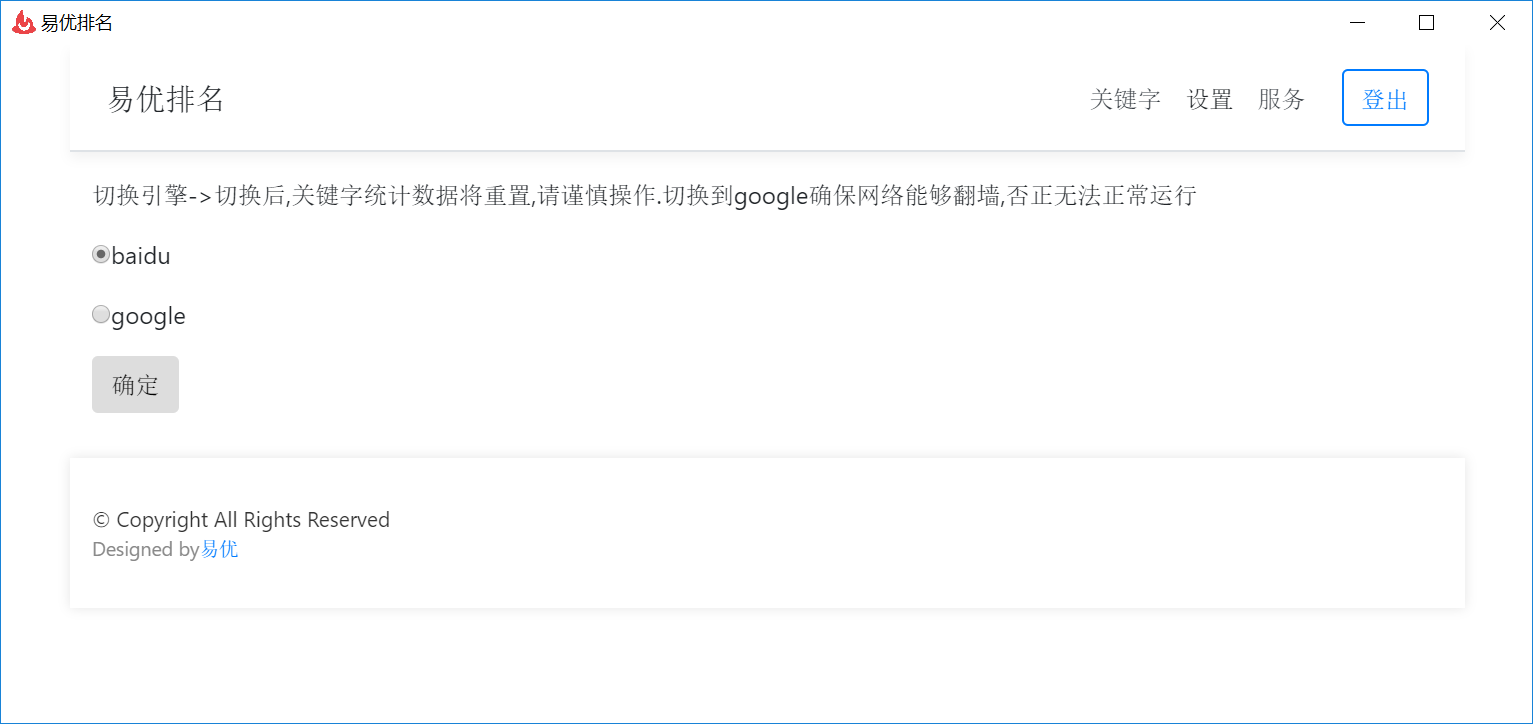 易优排名
易优排名
关键字 设置 服务 登出
切换引擎->切换后,关键字统计数据将重置,请谨慎操作.切换到google确保网络能够翻墙,否正无法正常运行
baidu
google
确定
© Copyright All Rights Reserved
Designed by易优